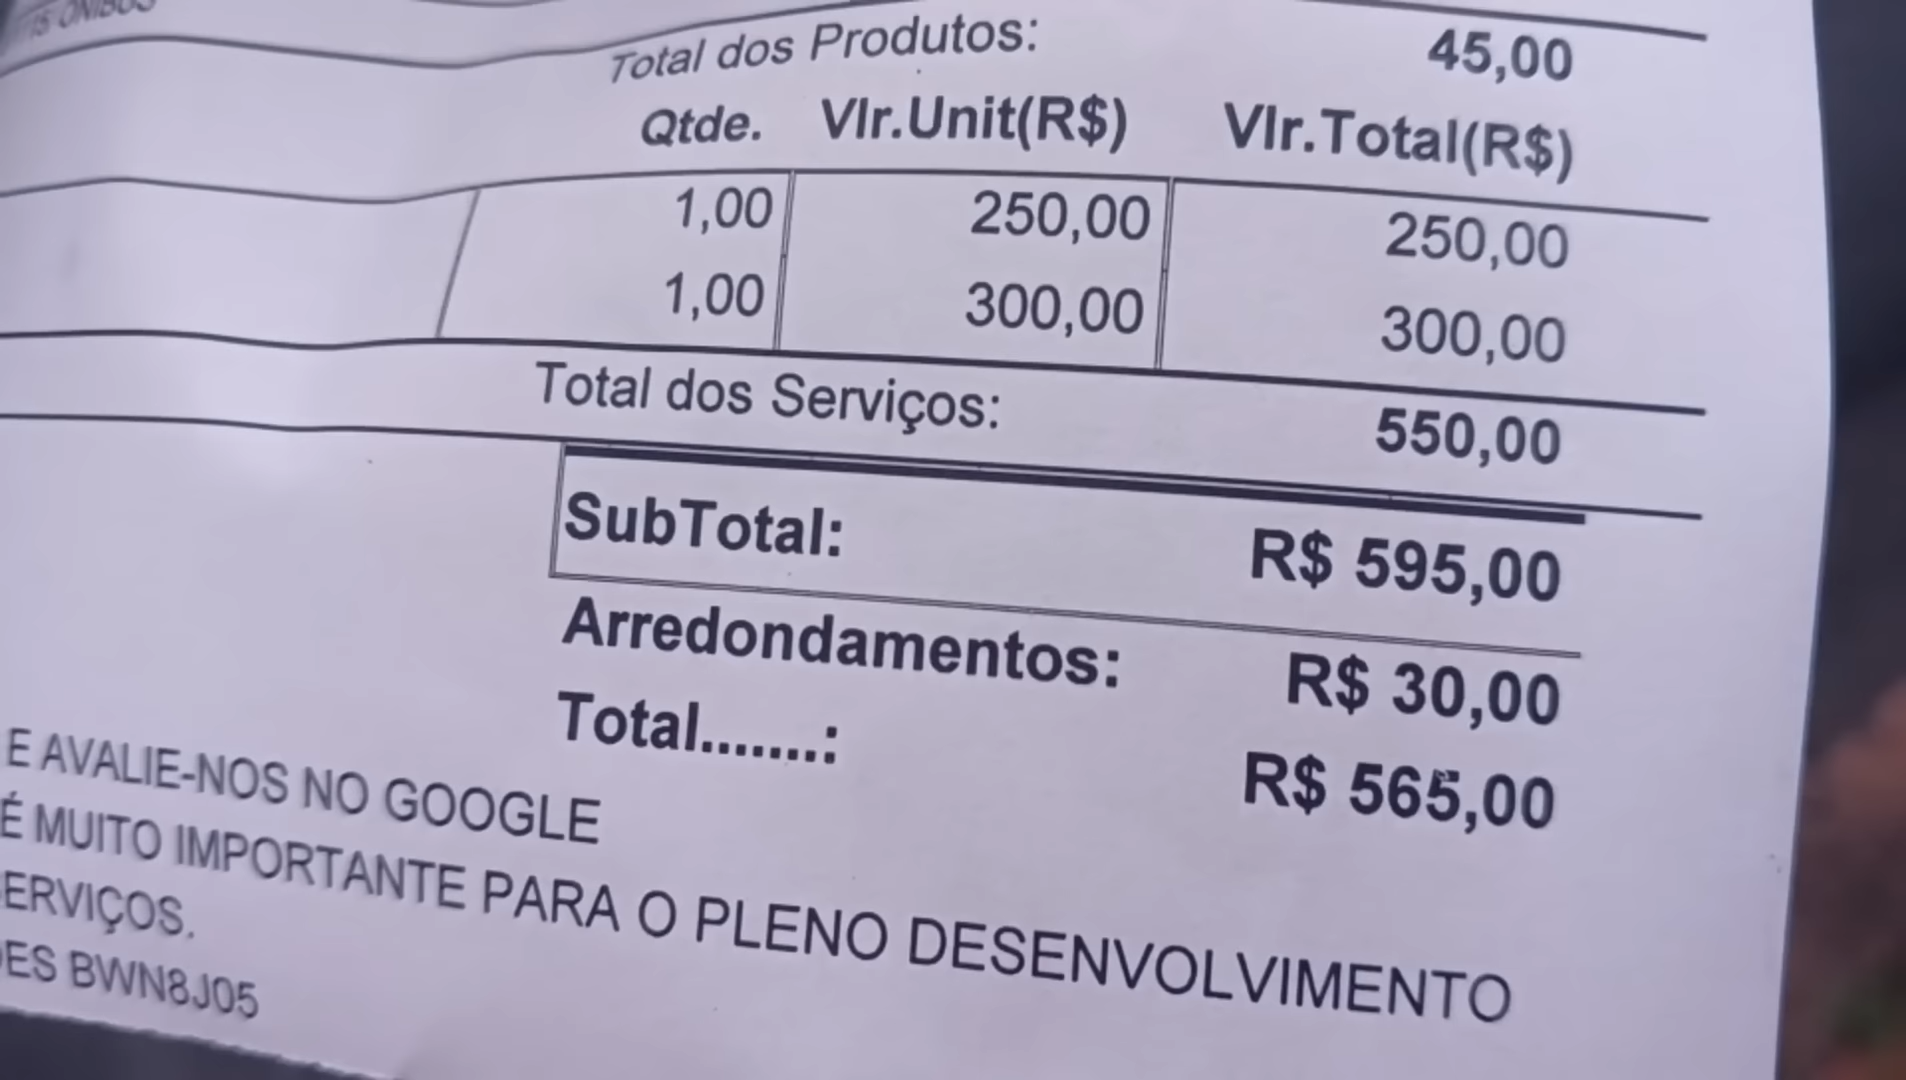 IS ÔNIBUS
Total dos Produtos: 45,00
Qtde. Vlr.Unit(R$) Vlr.Total(R$)
1,00 250,00 250,00
1,00 300,00 300,00
Total dos Serviços: 550,00
SubTotal: R$ 595,00
Arredondamentos: R$ 30,00
Total.......: R$ 565,00
E AVALIE-NOS NO GOOGLE
É MUITO IMPORTANTE PARA O PLENO DESENVOLVIMENTO
ERVIÇOS.
ES BWN8J05